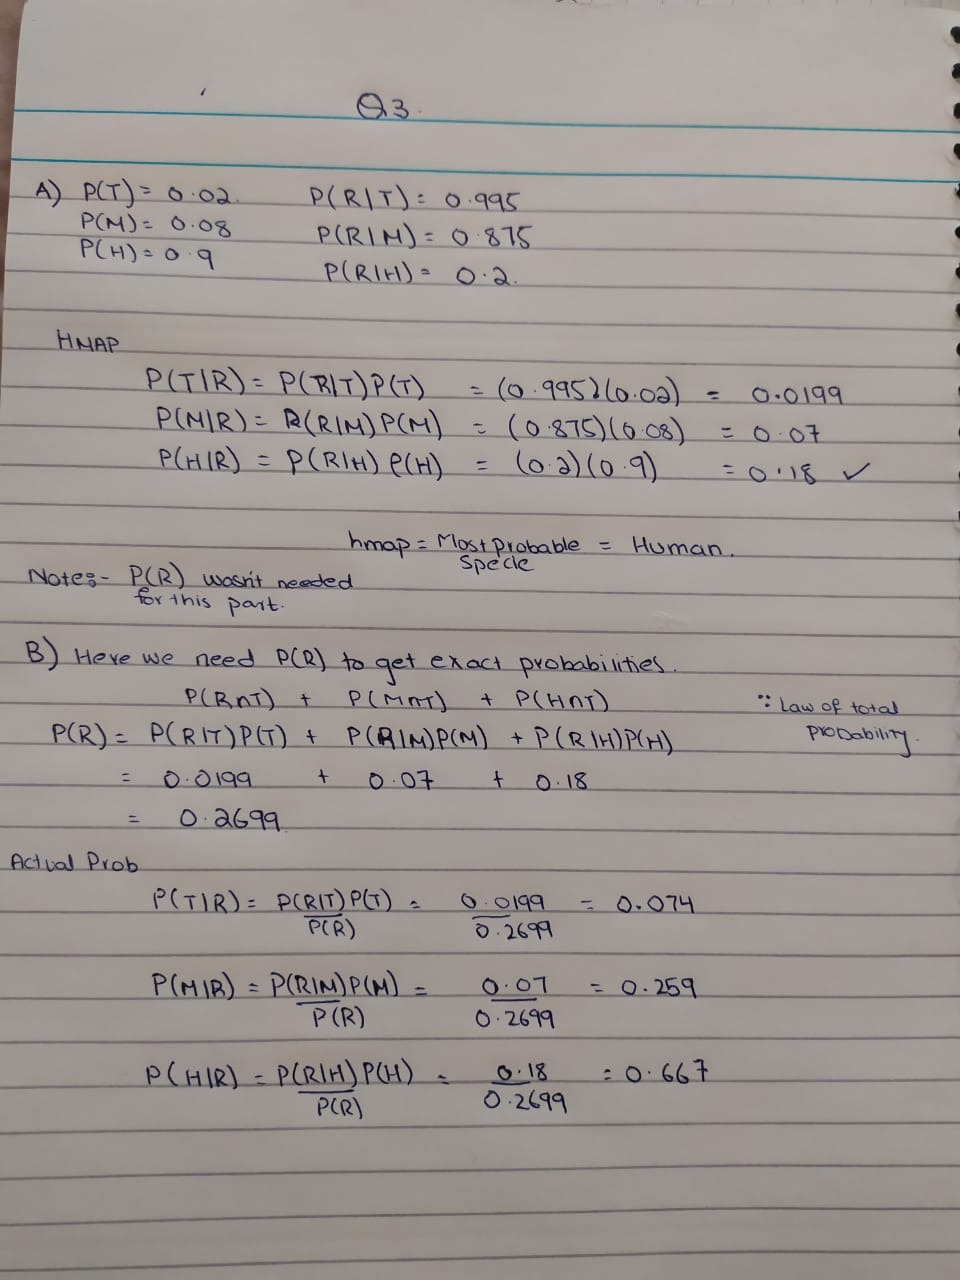 Q3.
A) P(T) = 0.02. P(R|T) = 0.995
P(M) = 0.08 P(R|M) = 0.875
P(H) = 0.9 P(R|H) = 0.2.
HMAP
P(T|R) = P(R|T)P(T) = (0.995)(0.02) = 0.0199
P(M|R) = P(R|M)P(M) = (0.875)(0.08) = 0.07
P(H|R) = P(R|H)P(H) = (0.2)(0.9) = 0.18 ✓
hmap = Most Probable = Human.
Specie
Notes- P(R) wasn't needed
for this part.
B) Here we need P(R) to get exact probabilities.
P(R∩T) + P(M∩T) + P(H∩T) ∵ Law of total
P(R) = P(R|T)P(T) + P(R|M)P(M) + P(R|H)P(H) probability.
= 0.0199 + 0.07 + 0.18
= 0.2699
Actual Prob
P(T|R) = P(R|T)P(T) = 0.0199 = 0.074
P(R) 0.2699
P(M|R) = P(R|M)P(M) = 0.07 = 0.259
P(R) 0.2699
P(H|R) = P(R|H)P(H) = 0.18 = 0.667
P(R) 0.2699